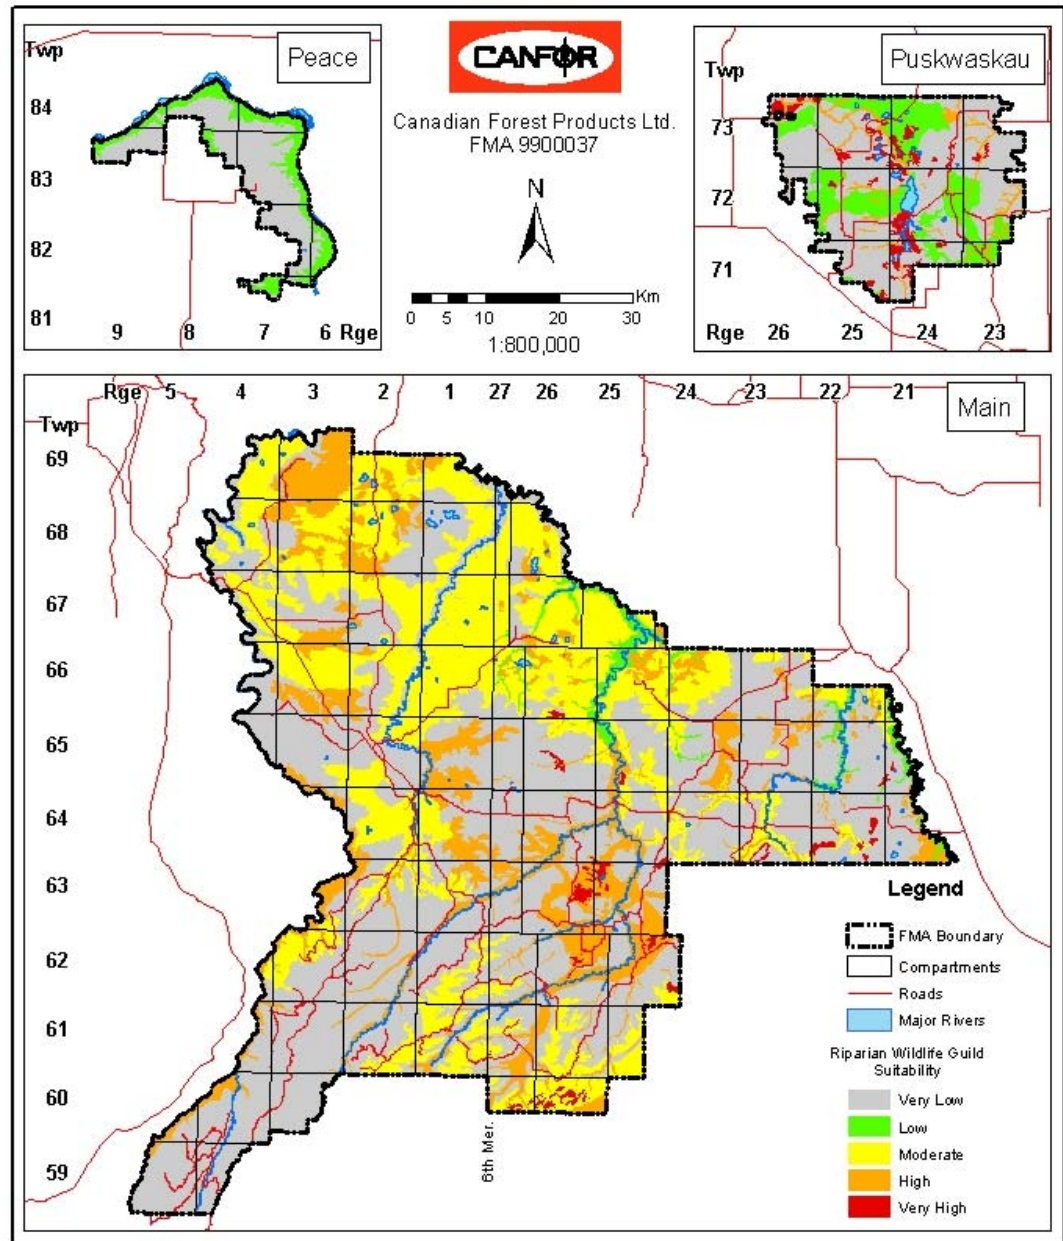 Twp
Peace
84
83
82
81
9 8 7 6 Rge
CANFOR
Canadian Forest Products Ltd.
FMA 9900037
N
Km
0 5 10 20 30
1:800,000
Twp
Puskwaskau
73
72
71
Rge 26 25 24 23
Rge 5 4 3 2 1 27 26 25 24 23 22 21
Main
Twp
69
68
67
66
65
64
63
62
61
60
59
6th Mer.
Legend
FMA Boundary
Compartments
Roads
Major Rivers
Riparian Wildlife Guild
Suitability
Very Low
Low
Moderate
High
Very High